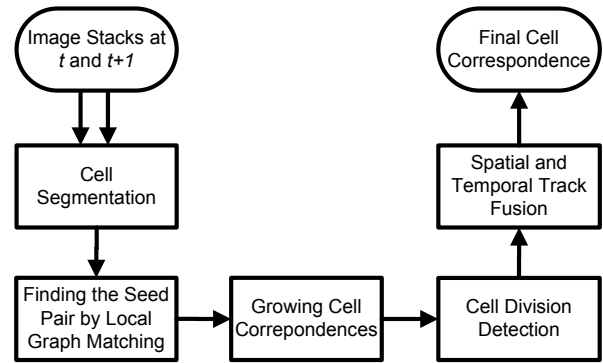 Image Stacks at
t and t+1
Cell
Segmentation
Finding the Seed
Pair by Local
Graph Matching
Growing Cell
Correpondences
Cell Division
Detection
Spatial and
Temporal Track
Fusion
Final Cell
Correspondence